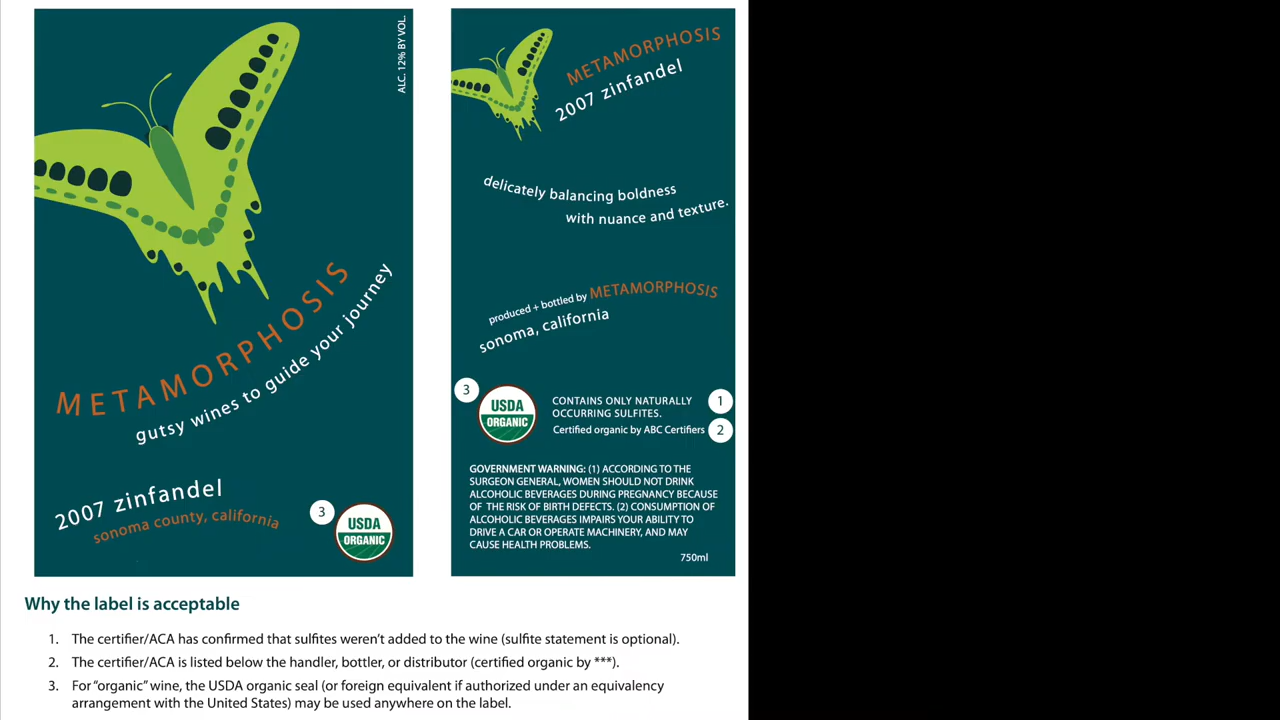 ALC. 12% BY VOL.
METAMORPHOSIS
gutsy wines to guide your journey
2007 zinfandel
sonoma county, california
3
USDA
ORGANIC
METAMORPHOSIS
2007 zinfandel
delicately balancing boldness
with nuance and texture.
produced + bottled by METAMORPHOSIS
sonoma, california
3
USDA
ORGANIC
CONTAINS ONLY NATURALLY
OCCURRING SULFITES.
1
Certified organic by ABC Certifiers
2
GOVERNMENT WARNING: (1) ACCORDING TO THE
SURGEON GENERAL, WOMEN SHOULD NOT DRINK
ALCOHOLIC BEVERAGES DURING PREGNANCY BECAUSE
OF THE RISK OF BIRTH DEFECTS. (2) CONSUMPTION OF
ALCOHOLIC BEVERAGES IMPAIRS YOUR ABILITY TO
DRIVE A CAR OR OPERATE MACHINERY, AND MAY
CAUSE HEALTH PROBLEMS.
750ml
Why the label is acceptable
1. The certifier/ACA has confirmed that sulfites weren't added to the wine (sulfite statement is optional).
2. The certifier/ACA is listed below the handler, bottler, or distributor (certified organic by ***).
3. For "organic" wine, the USDA organic seal (or foreign equivalent if authorized under an equivalency
arrangement with the United States) may be used anywhere on the label.